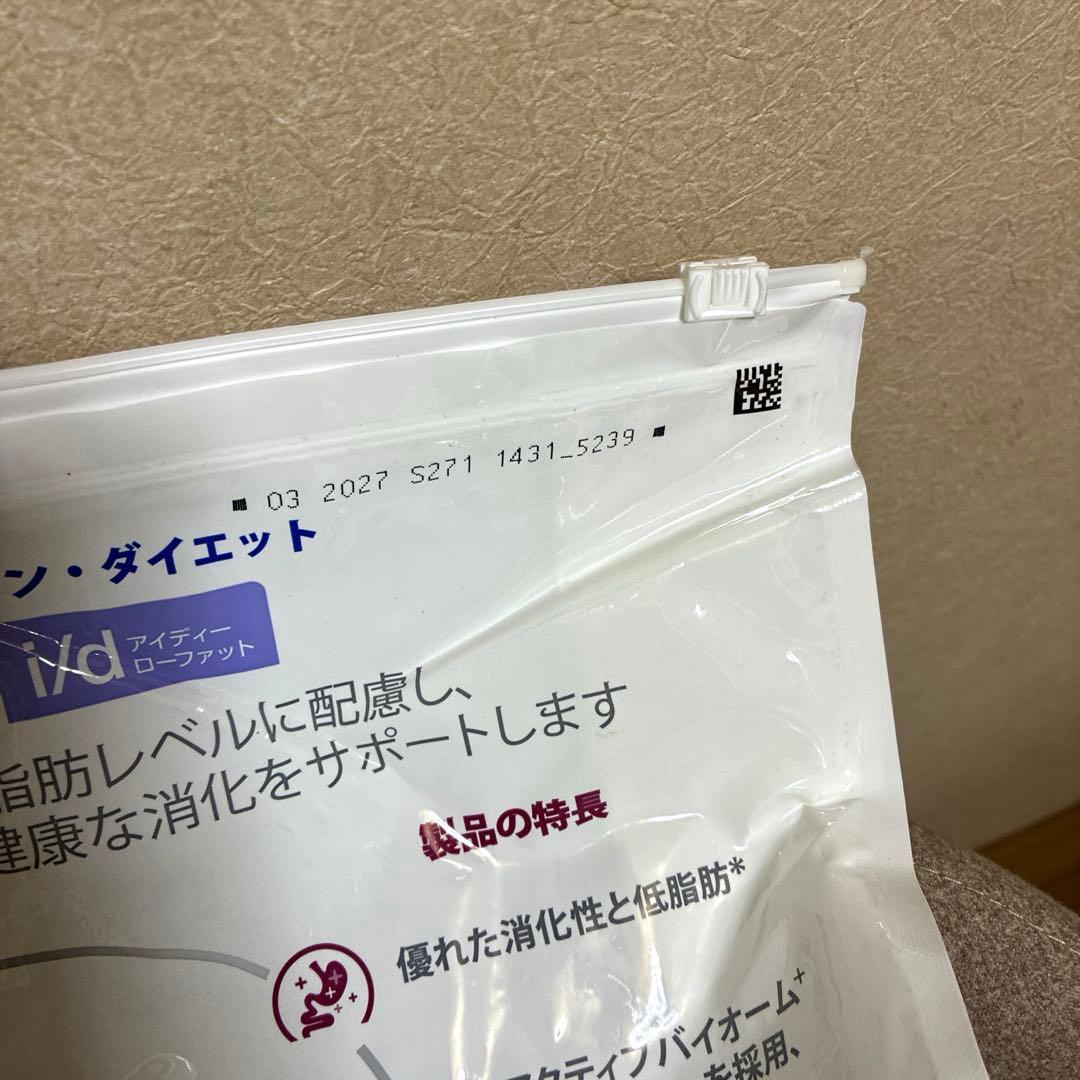 03 2027 S271 1431_5239
ン・ダイエット
i/d アイディー
ローファット
脂肪レベルに配慮し、
健康な消化をサポートします
製品の特長
優れた消化性と低脂肪*
アクティブバイオーム+
を採用、